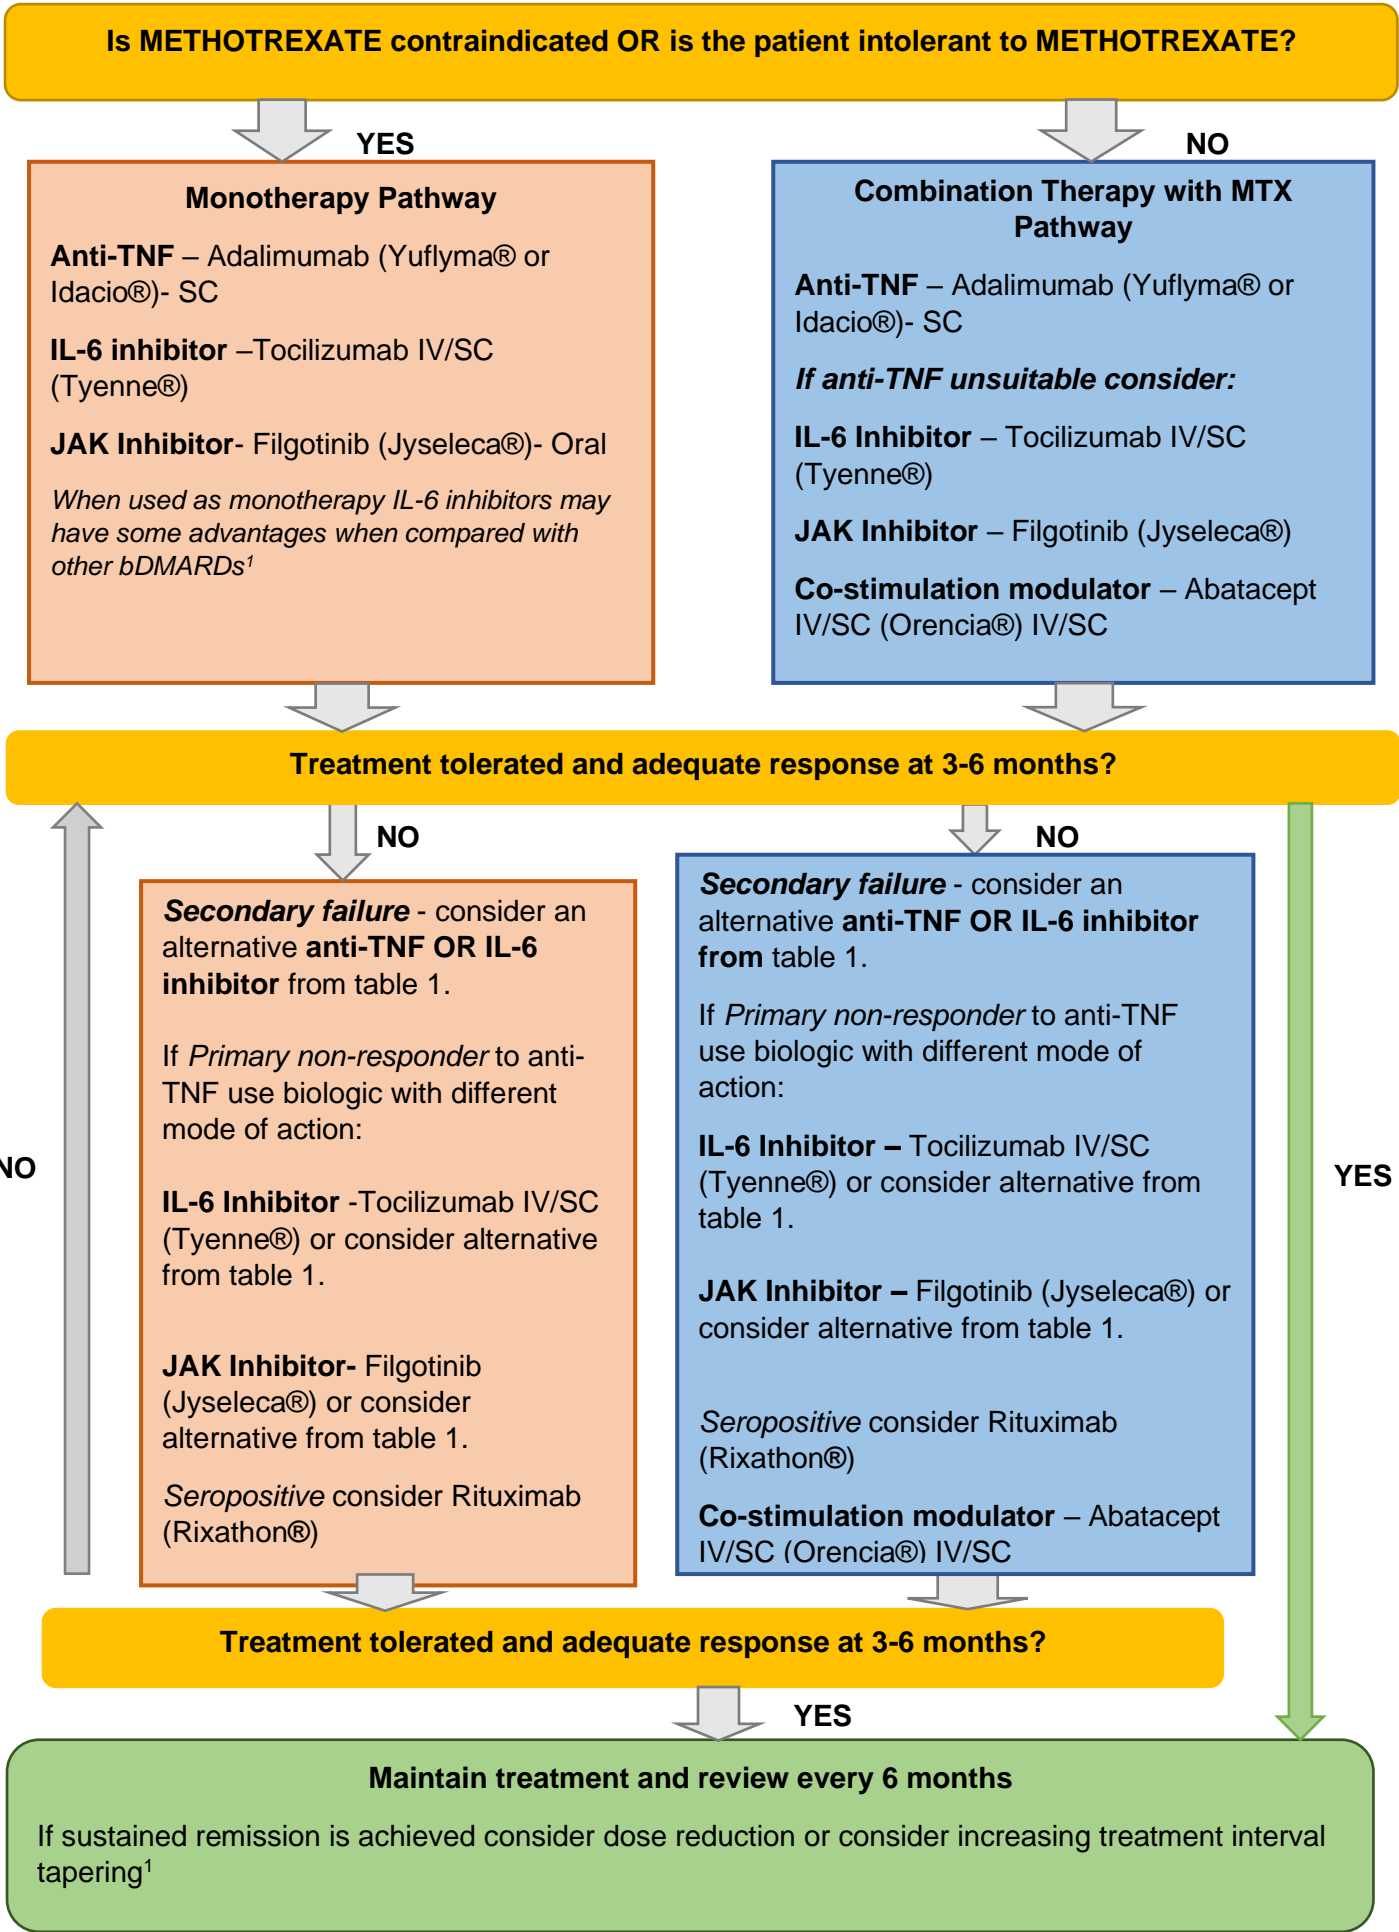 Is METHOTREXATE contraindicated OR is the patient intolerant to METHOTREXATE?
YES
NO
Monotherapy Pathway
Anti-TNF – Adalimumab (Yuflyma® or
Idacio®)- SC
IL-6 inhibitor –Tocilizumab IV/SC
(Tyenne®)
JAK Inhibitor- Filgotinib (Jyseleca®)- Oral
When used as monotherapy IL-6 inhibitors may
have some advantages when compared with
other bDMARDs¹
Combination Therapy with MTX
Pathway
Anti-TNF – Adalimumab (Yuflyma® or
Idacio®)- SC
If anti-TNF unsuitable consider:
IL-6 Inhibitor – Tocilizumab IV/SC
(Tyenne®)
JAK Inhibitor – Filgotinib (Jyseleca®)
Co-stimulation modulator – Abatacept
IV/SC (Orencia®) IV/SC
Treatment tolerated and adequate response at 3-6 months?
NO
NO
Secondary failure - consider an
alternative anti-TNF OR IL-6
inhibitor from table 1.
If Primary non-responder to anti-
TNF use biologic with different
mode of action:
IL-6 Inhibitor -Tocilizumab IV/SC
(Tyenne®) or consider alternative
from table 1.
JAK Inhibitor- Filgotinib
(Jyseleca®) or consider
alternative from table 1.
Seropositive consider Rituximab
(Rixathon®)
Secondary failure - consider an
alternative anti-TNF OR IL-6 inhibitor
from table 1.
If Primary non-responder to anti-TNF
use biologic with different mode of
action:
IL-6 Inhibitor – Tocilizumab IV/SC
(Tyenne®) or consider alternative from
table 1.
JAK Inhibitor – Filgotinib (Jyseleca®) or
consider alternative from table 1.
Seropositive consider Rituximab
(Rixathon®)
Co-stimulation modulator – Abatacept
IV/SC (Orencia®) IV/SC
NO
YES
Treatment tolerated and adequate response at 3-6 months?
YES
Maintain treatment and review every 6 months
If sustained remission is achieved consider dose reduction or consider increasing treatment interval
tapering¹